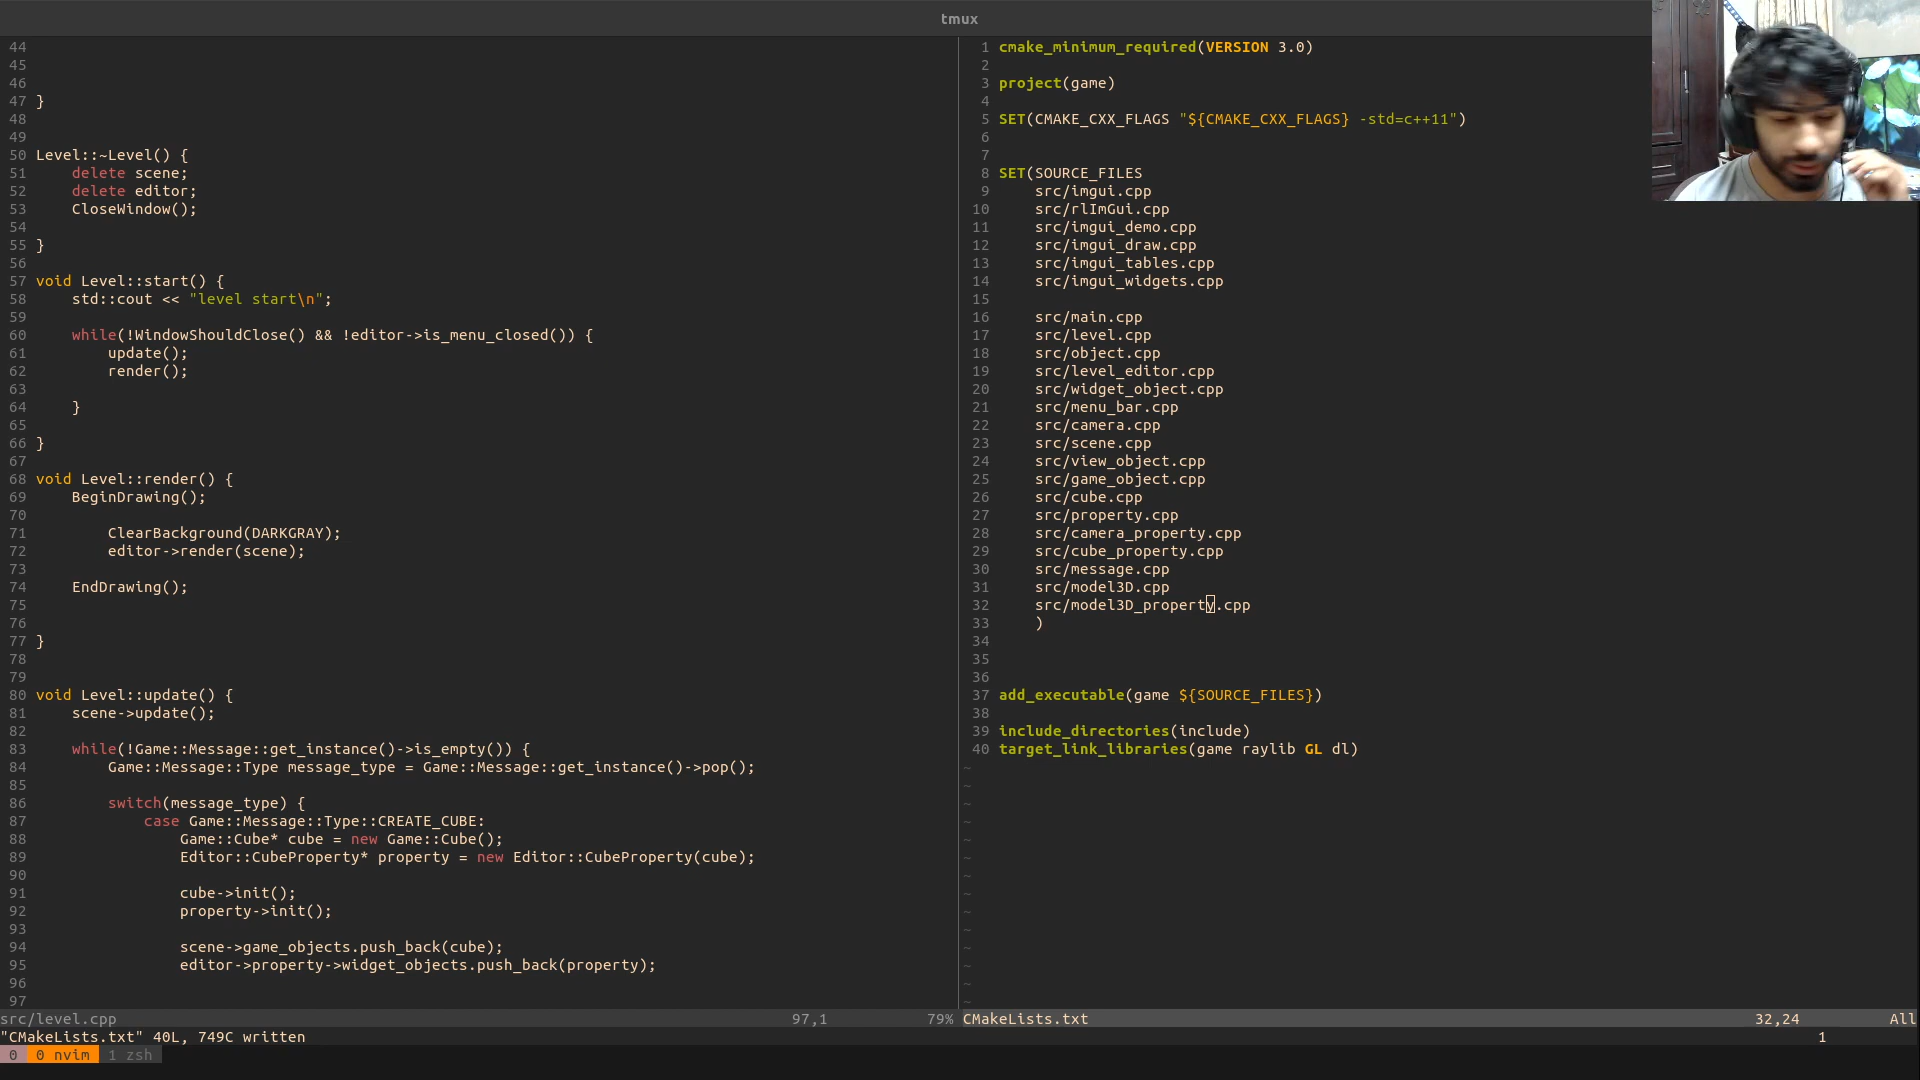 tmux
44
45
46
47 }
48
49
50 Level::~Level() {
51 delete scene;
52 delete editor;
53 CloseWindow();
54
55 }
56
57 void Level::start() {
58 std::cout << "level start\n";
59
60 while(!WindowShouldClose() && !editor->is_menu_closed()) {
61 update();
62 render();
63
64 }
65
66 }
67
68 void Level::render() {
69 BeginDrawing();
70
71 ClearBackground(DARKGRAY);
72 editor->render(scene);
73
74 EndDrawing();
75
76
77 }
78
79
80 void Level::update() {
81 scene->update();
82
83 while(!Game::Message::get_instance()->is_empty()) {
84 Game::Message::Type message_type = Game::Message::get_instance()->pop();
85
86 switch(message_type) {
87 case Game::Message::Type::CREATE_CUBE:
88 Game::Cube* cube = new Game::Cube();
89 Editor::CubeProperty* property = new Editor::CubeProperty(cube);
90
91 cube->init();
92 property->init();
93
94 scene->game_objects.push_back(cube);
95 editor->property->widget_objects.push_back(property);
96
97
src/level.cpp 97,1 79%
1 cmake_minimum_required(VERSION 3.0)
2
3 project(game)
4
5 SET(CMAKE_CXX_FLAGS "${CMAKE_CXX_FLAGS} -std=c++11")
6
7
8 SET(SOURCE_FILES
9 src/imgui.cpp
10 src/rlImGui.cpp
11 src/imgui_demo.cpp
12 src/imgui_draw.cpp
13 src/imgui_tables.cpp
14 src/imgui_widgets.cpp
15
16 src/main.cpp
17 src/level.cpp
18 src/object.cpp
19 src/level_editor.cpp
20 src/widget_object.cpp
21 src/menu_bar.cpp
22 src/camera.cpp
23 src/scene.cpp
24 src/view_object.cpp
25 src/game_object.cpp
26 src/cube.cpp
27 src/property.cpp
28 src/camera_property.cpp
29 src/cube_property.cpp
30 src/message.cpp
31 src/model3D.cpp
32 src/model3D_property.cpp
33 )
34
35
36
37 add_executable(game ${SOURCE_FILES})
38
39 include_directories(include)
40 target_link_libraries(game raylib GL dl)
~
~
~
~
~
~
~
~
~
~
~
~
~
~
CMakeLists.txt 32,24 All
"CMakeLists.txt" 40L, 749C written 1
0 0 nvim 1 zsh